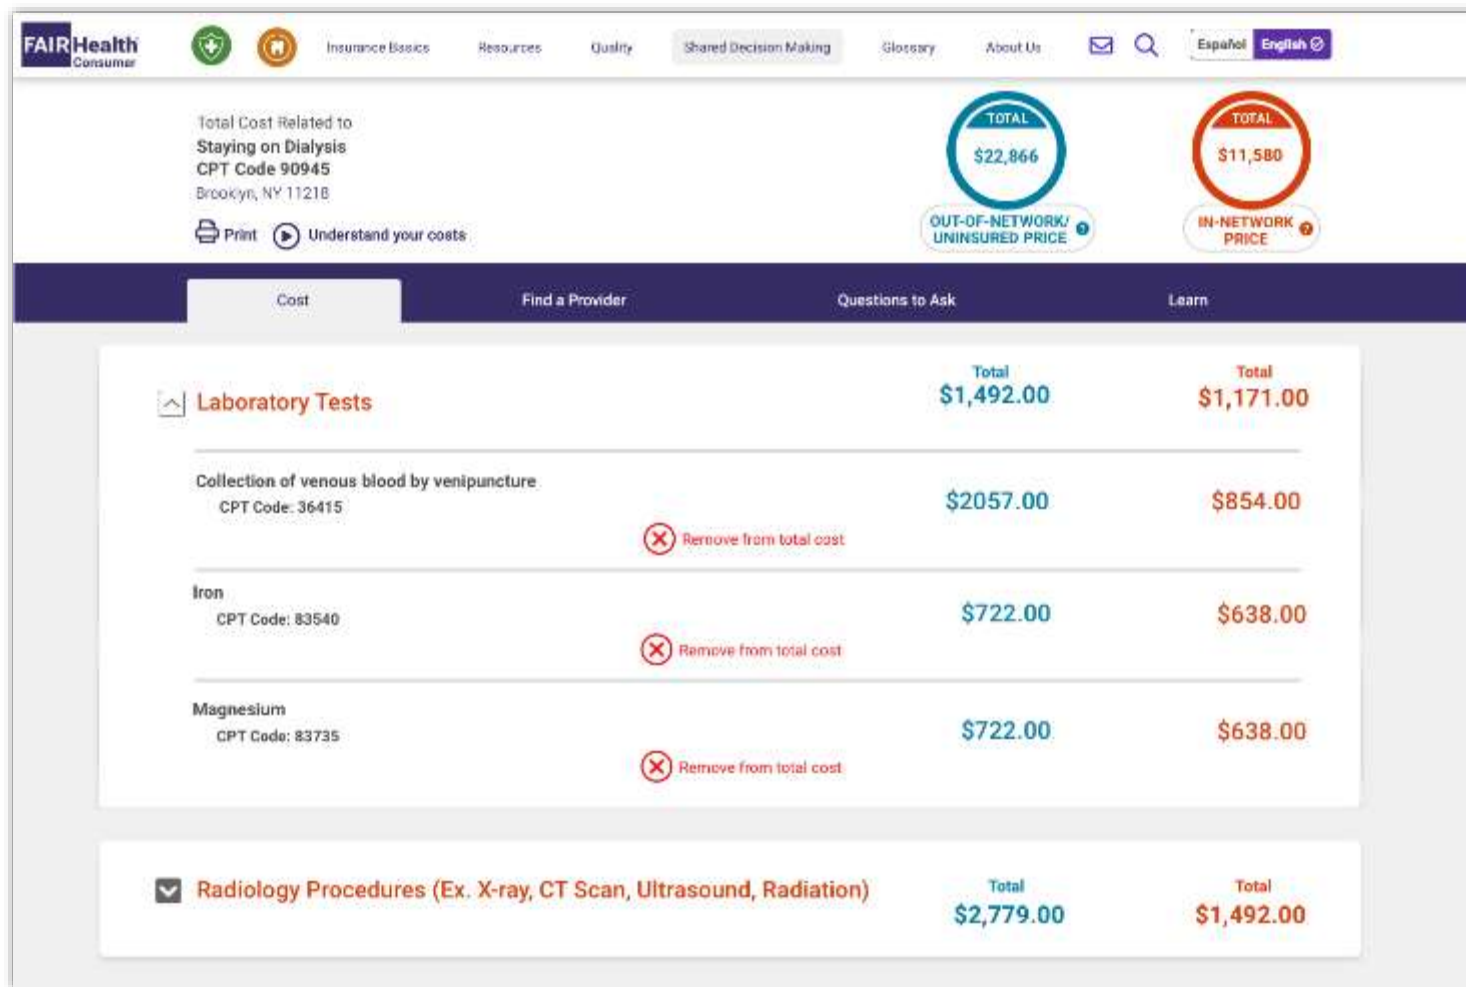 FAIR Health
Consumer
Insurance Basics
Resources
Quality
Shared Decision Making
Glossary
About Us
Español
English
Total Cost Related to
Staying on Dialysis
CPT Code 90945
Brooklyn, NY 11218
Print
Understand your costs
TOTAL
$22,866
OUT-OF-NETWORK/
UNINSURED PRICE
?
TOTAL
$11,580
IN-NETWORK
PRICE
?
Cost
Find a Provider
Questions to Ask
Learn
Laboratory Tests
Total
$1,492.00
Total
$1,171.00
Collection of venous blood by venipuncture
CPT Code: 36415
Remove from total cost
$2057.00
$854.00
Iron
CPT Code: 83540
Remove from total cost
$722.00
$638.00
Magnesium
CPT Code: 83735
Remove from total cost
$722.00
$638.00
Radiology Procedures (Ex. X-ray, CT Scan, Ultrasound, Radiation)
Total
$2,779.00
Total
$1,492.00